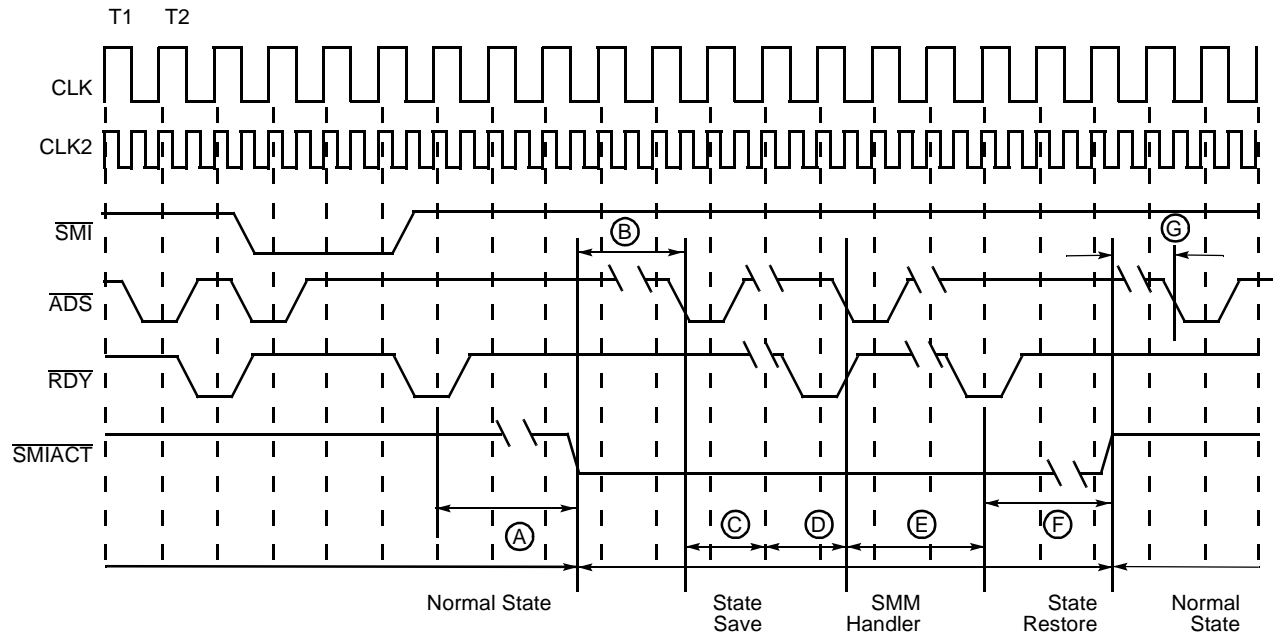 T1 T2
CLK
CLK2
SMI
B
G
ADS
RDY
SMIACT
A
C
D
E
F
Normal State
State
Save
SMM
Handler
State
Restore
Normal
State